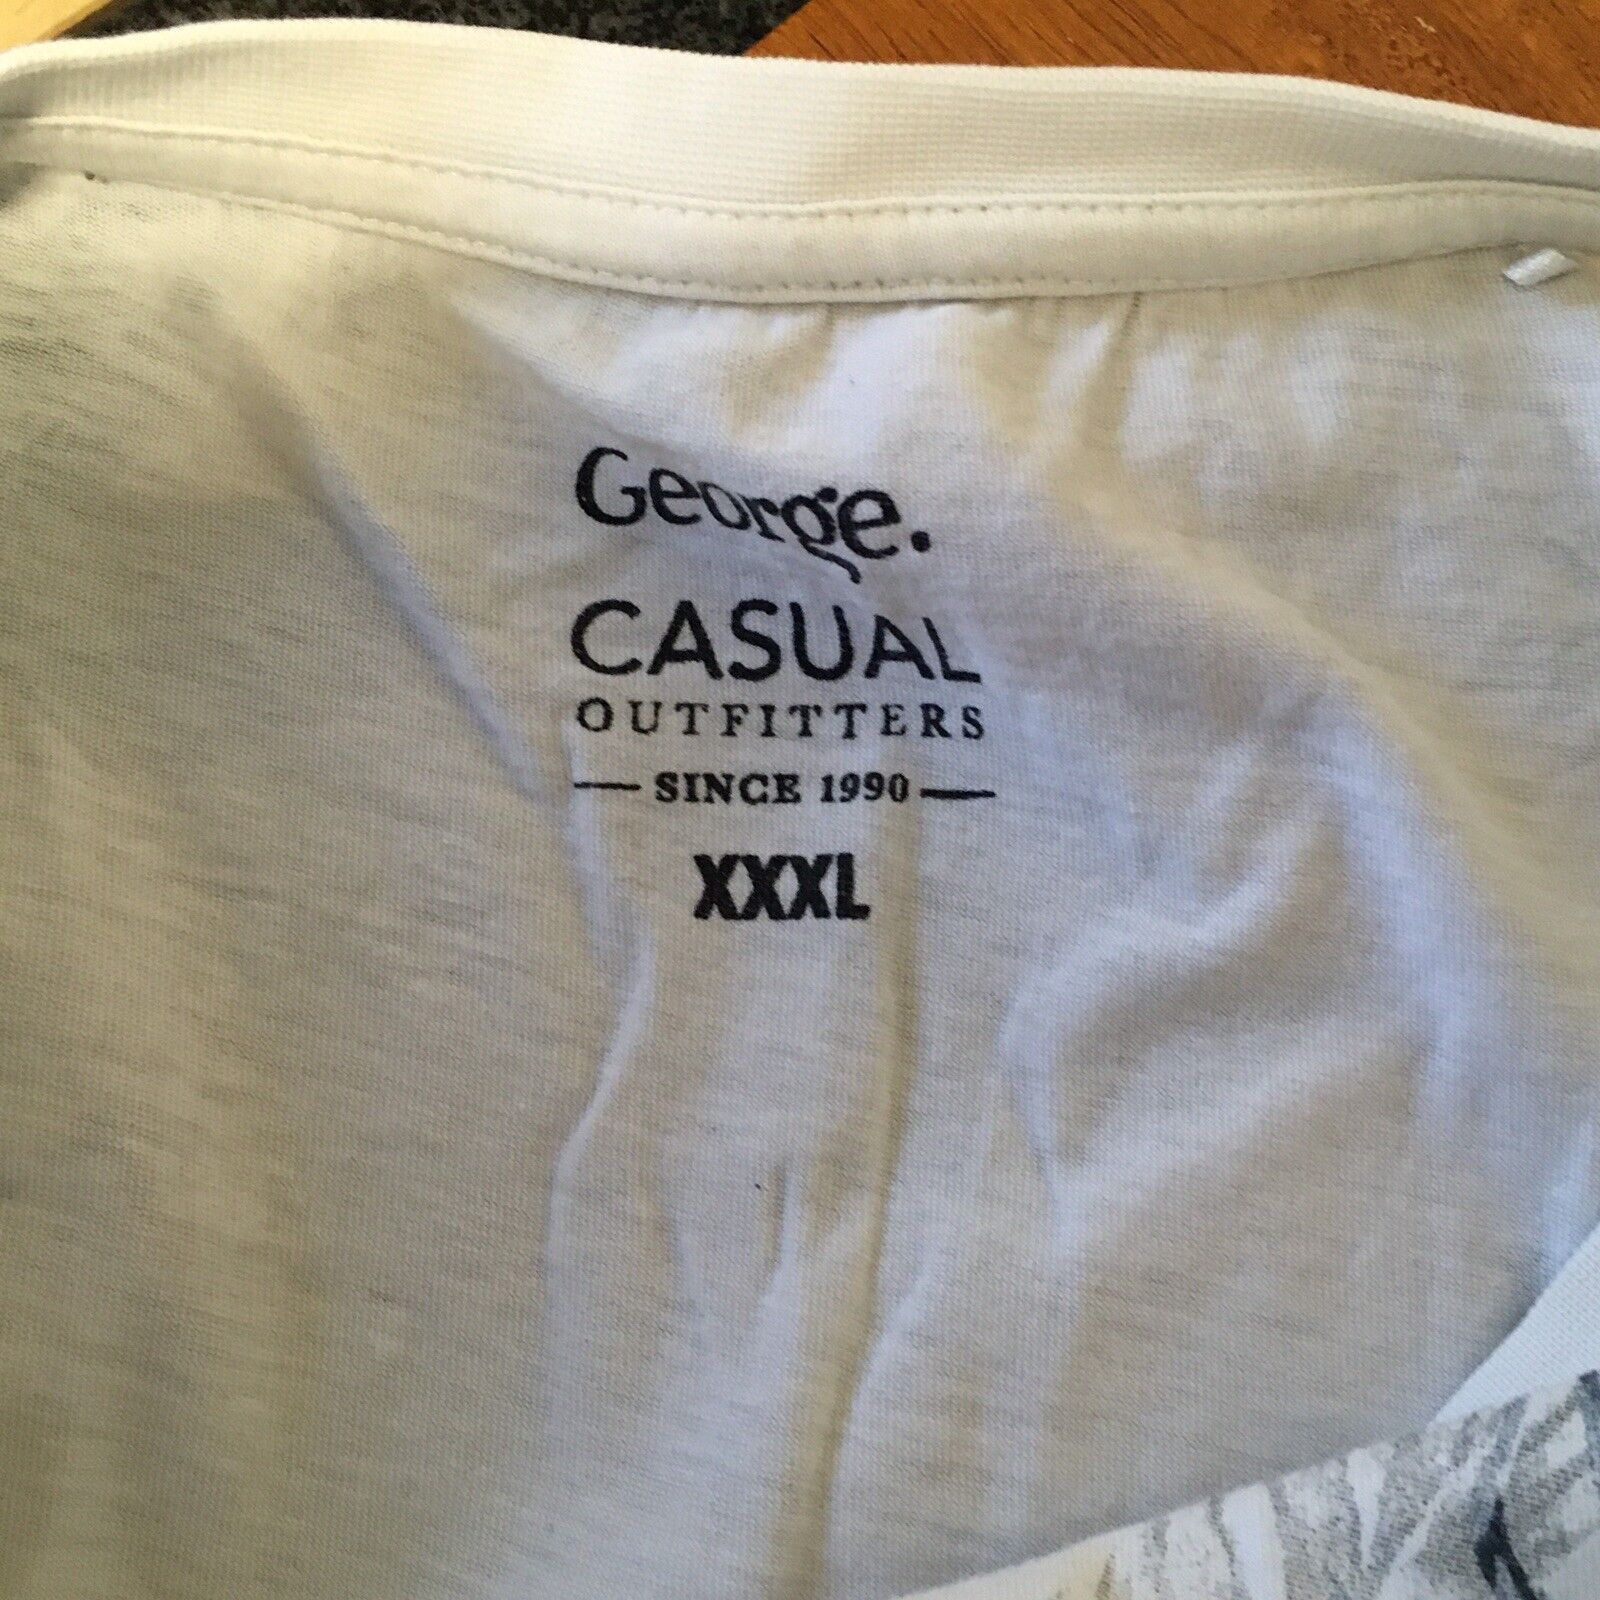 George.
CASUAL
OUTFITTERS
SINCE 1990
XXXL